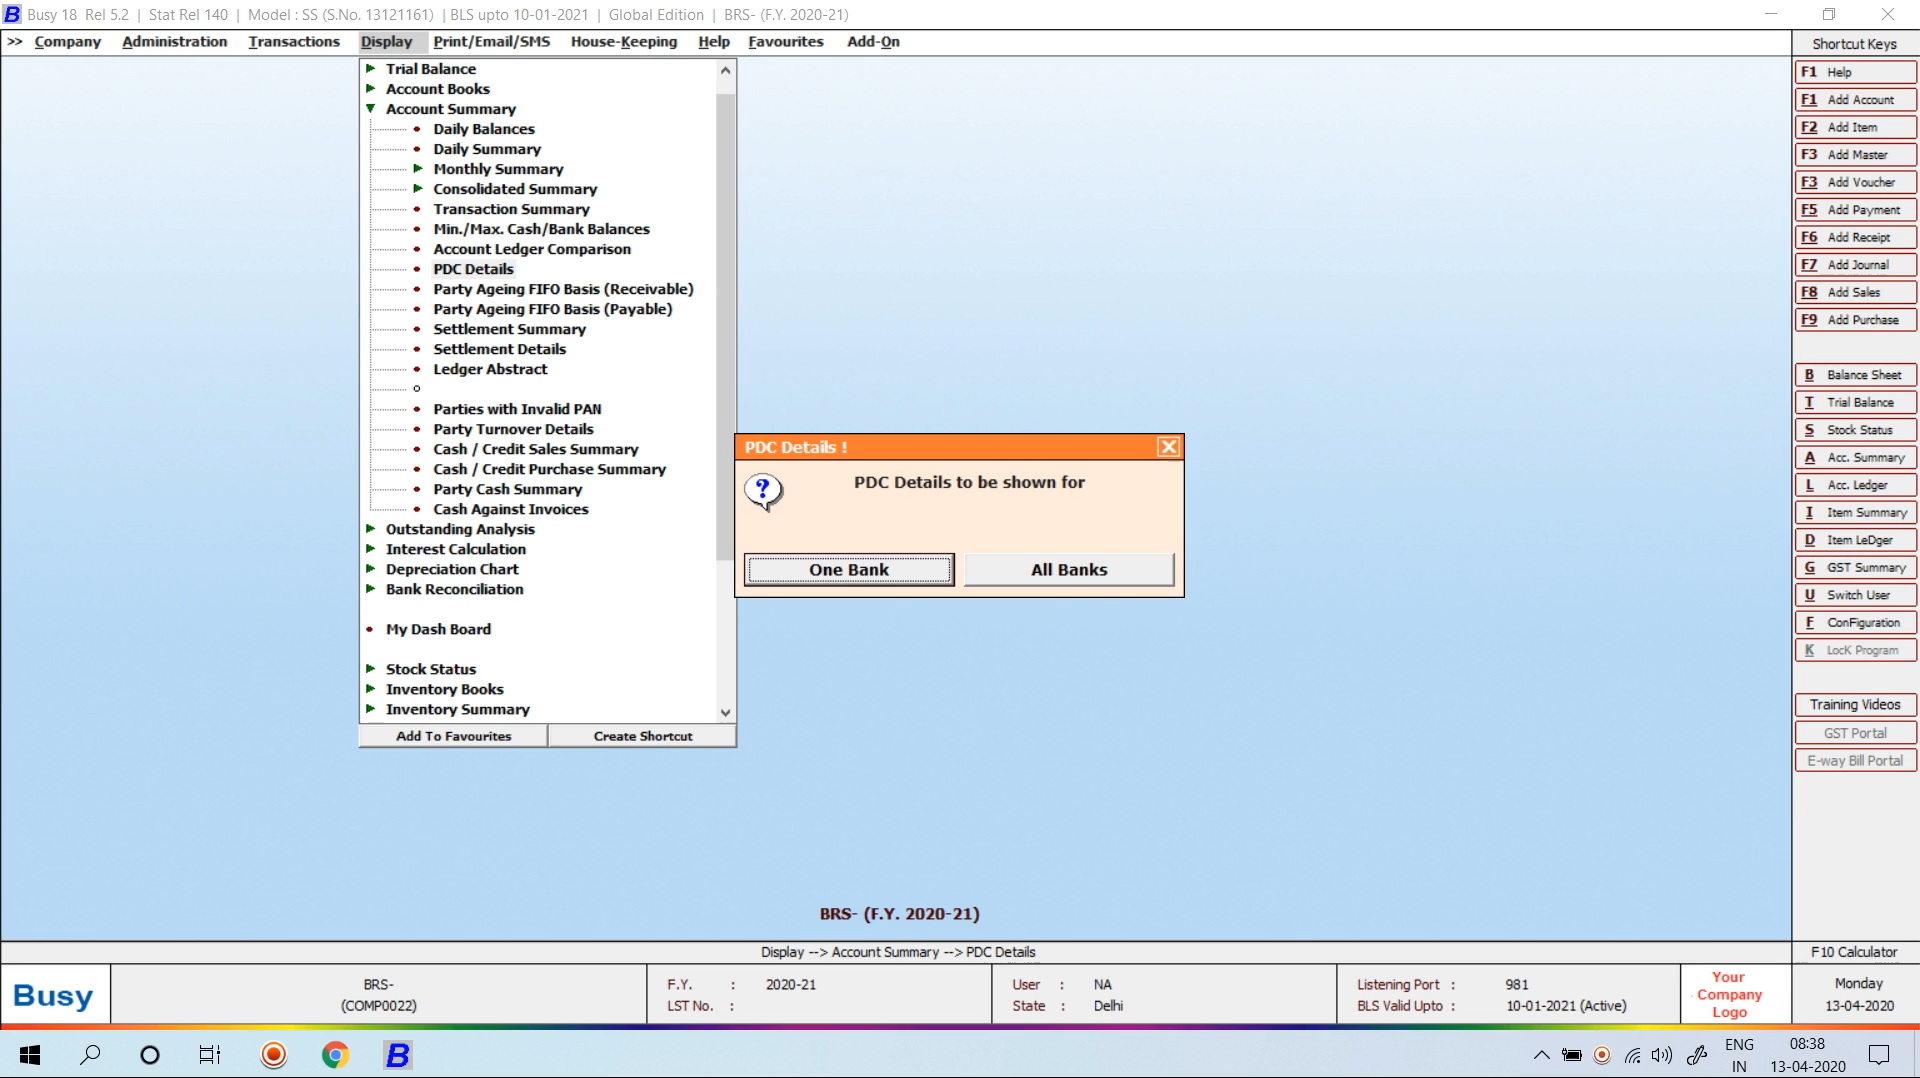 Busy 18 Rel 5.2 | Stat Rel 140 | Model : SS (S.No. 13121161) | BLS upto 10-01-2021 | Global Edition | BRS- (F.Y. 2020-21)
>> Company Administration Transactions Display Print/Email/SMS House-Keeping Help Favourites Add-On
Trial Balance
Account Books
Account Summary
Daily Balances
Daily Summary
Monthly Summary
Consolidated Summary
Transaction Summary
Min./Max. Cash/Bank Balances
Account Ledger Comparison
PDC Details
Party Ageing FIFO Basis (Receivable)
Party Ageing FIFO Basis (Payable)
Settlement Summary
Settlement Details
Ledger Abstract
Parties with Invalid PAN
Party Turnover Details
Cash / Credit Sales Summary
Cash / Credit Purchase Summary
Party Cash Summary
Cash Against Invoices
Outstanding Analysis
Interest Calculation
Depreciation Chart
Bank Reconciliation
My Dash Board
Stock Status
Inventory Books
Inventory Summary
Add To Favourites Create Shortcut
PDC Details !
PDC Details to be shown for
One Bank All Banks
Shortcut Keys
F1 Help
F1 Add Account
F2 Add Item
F3 Add Master
F3 Add Voucher
F5 Add Payment
F6 Add Receipt
F7 Add Journal
F8 Add Sales
F9 Add Purchase
B Balance Sheet
T Trial Balance
S Stock Status
A Acc. Summary
L Acc. Ledger
I Item Summary
D Item LeDger
G GST Summary
U Switch User
F ConFiguration
K LocK Program
Training Videos
GST Portal
E-way Bill Portal
BRS- (F.Y. 2020-21)
Display --> Account Summary --> PDC Details
F10 Calculator
Busy
BRS-
(COMP0022)
F.Y. : 2020-21
LST No. :
User : NA
State : Delhi
Listening Port : 981
BLS Valid Upto : 10-01-2021 (Active)
Your
Company
Logo
Monday
13-04-2020
ENG
IN
08:38
13-04-2020